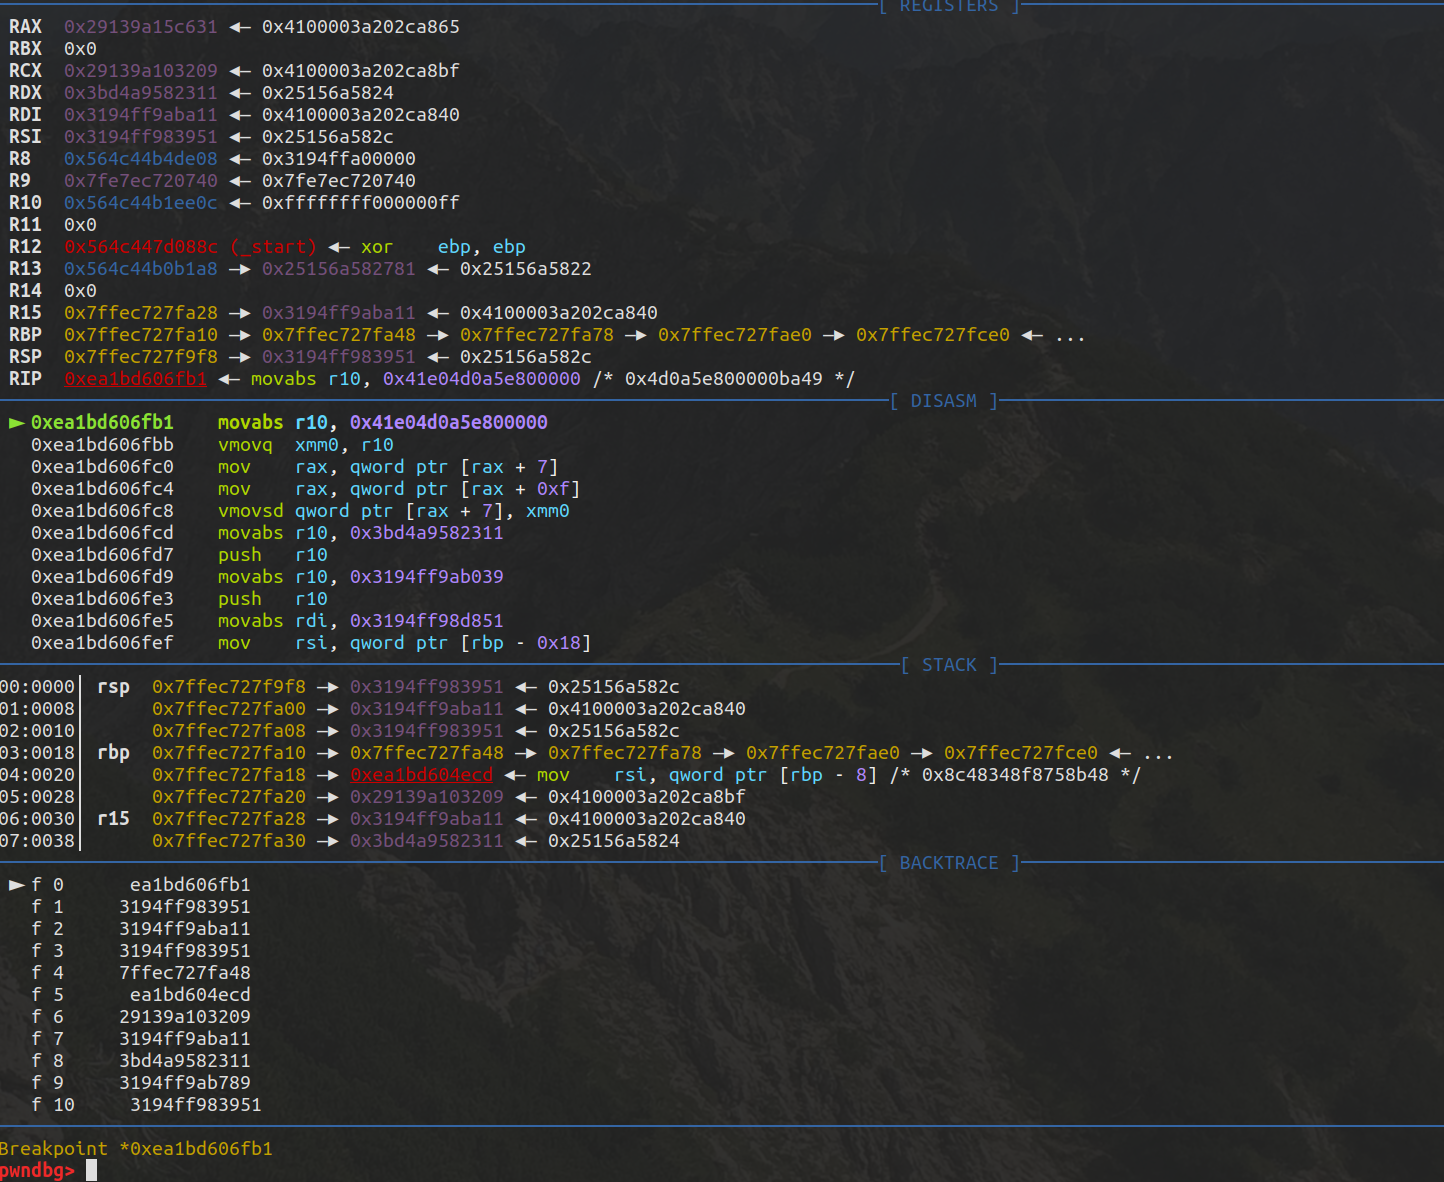 [ REGISTERS ]
RAX  0x29139a15c631 ◂— 0x4100003a202ca865
RBX  0x0
RCX  0x29139a103209 ◂— 0x4100003a202ca8bf
RDX  0x3bd4a9582311 ◂— 0x25156a5824
RDI  0x3194ff9aba11 ◂— 0x4100003a202ca840
RSI  0x3194ff983951 ◂— 0x25156a582c
R8   0x564c44b4de08 ◂— 0x3194ffa00000
R9   0x7fe7ec720740 ◂— 0x7fe7ec720740
R10  0x564c44b1ee0c ◂— 0xffffffff000000ff
R11  0x0
R12  0x564c447d088c (_start) ◂— xor    ebp, ebp
R13  0x564c44b0b1a8 —▸ 0x25156a582781 ◂— 0x25156a5822
R14  0x0
R15  0x7ffec727fa28 —▸ 0x3194ff9aba11 ◂— 0x4100003a202ca840
RBP  0x7ffec727fa10 —▸ 0x7ffec727fa48 —▸ 0x7ffec727fa78 —▸ 0x7ffec727fae0 —▸ 0x7ffec727fce0 ◂— ...
RSP  0x7ffec727f9f8 —▸ 0x3194ff983951 ◂— 0x25156a582c
RIP  0xea1bd606fb1 ◂— movabs r10, 0x41e04d0a5e800000 /* 0x4d0a5e800000ba49 */
[ DISASM ]
► 0xea1bd606fb1    movabs r10, 0x41e04d0a5e800000
0xea1bd606fbb    vmovq  xmm0, r10
0xea1bd606fc0    mov    rax, qword ptr [rax + 7]
0xea1bd606fc4    mov    rax, qword ptr [rax + 0xf]
0xea1bd606fc8    vmovsd qword ptr [rax + 7], xmm0
0xea1bd606fcd    movabs r10, 0x3bd4a9582311
0xea1bd606fd7    push   r10
0xea1bd606fd9    movabs r10, 0x3194ff9ab039
0xea1bd606fe3    push   r10
0xea1bd606fe5    movabs rdi, 0x3194ff98d851
0xea1bd606fef    mov    rsi, qword ptr [rbp - 0x18]
[ STACK ]
00:0000│ rsp  0x7ffec727f9f8 —▸ 0x3194ff983951 ◂— 0x25156a582c
01:0008│      0x7ffec727fa00 —▸ 0x3194ff9aba11 ◂— 0x4100003a202ca840
02:0010│      0x7ffec727fa08 —▸ 0x3194ff983951 ◂— 0x25156a582c
03:0018│ rbp  0x7ffec727fa10 —▸ 0x7ffec727fa48 —▸ 0x7ffec727fa78 —▸ 0x7ffec727fae0 —▸ 0x7ffec727fce0 ◂— ...
04:0020│      0x7ffec727fa18 —▸ 0xea1bd604ecd ◂— mov    rsi, qword ptr [rbp - 8] /* 0x8c48348f8758b48 */
05:0028│      0x7ffec727fa20 —▸ 0x29139a103209 ◂— 0x4100003a202ca8bf
06:0030│ r15  0x7ffec727fa28 —▸ 0x3194ff9aba11 ◂— 0x4100003a202ca840
07:0038│      0x7ffec727fa30 —▸ 0x3bd4a9582311 ◂— 0x25156a5824
[ BACKTRACE ]
► f 0      ea1bd606fb1
f 1     3194ff983951
f 2     3194ff9aba11
f 3     3194ff983951
f 4     7ffec727fa48
f 5      ea1bd604ecd
f 6     29139a103209
f 7     3194ff9aba11
f 8     3bd4a9582311
f 9     3194ff9ab789
f 10     3194ff983951
Breakpoint *0xea1bd606fb1
pwndbg>